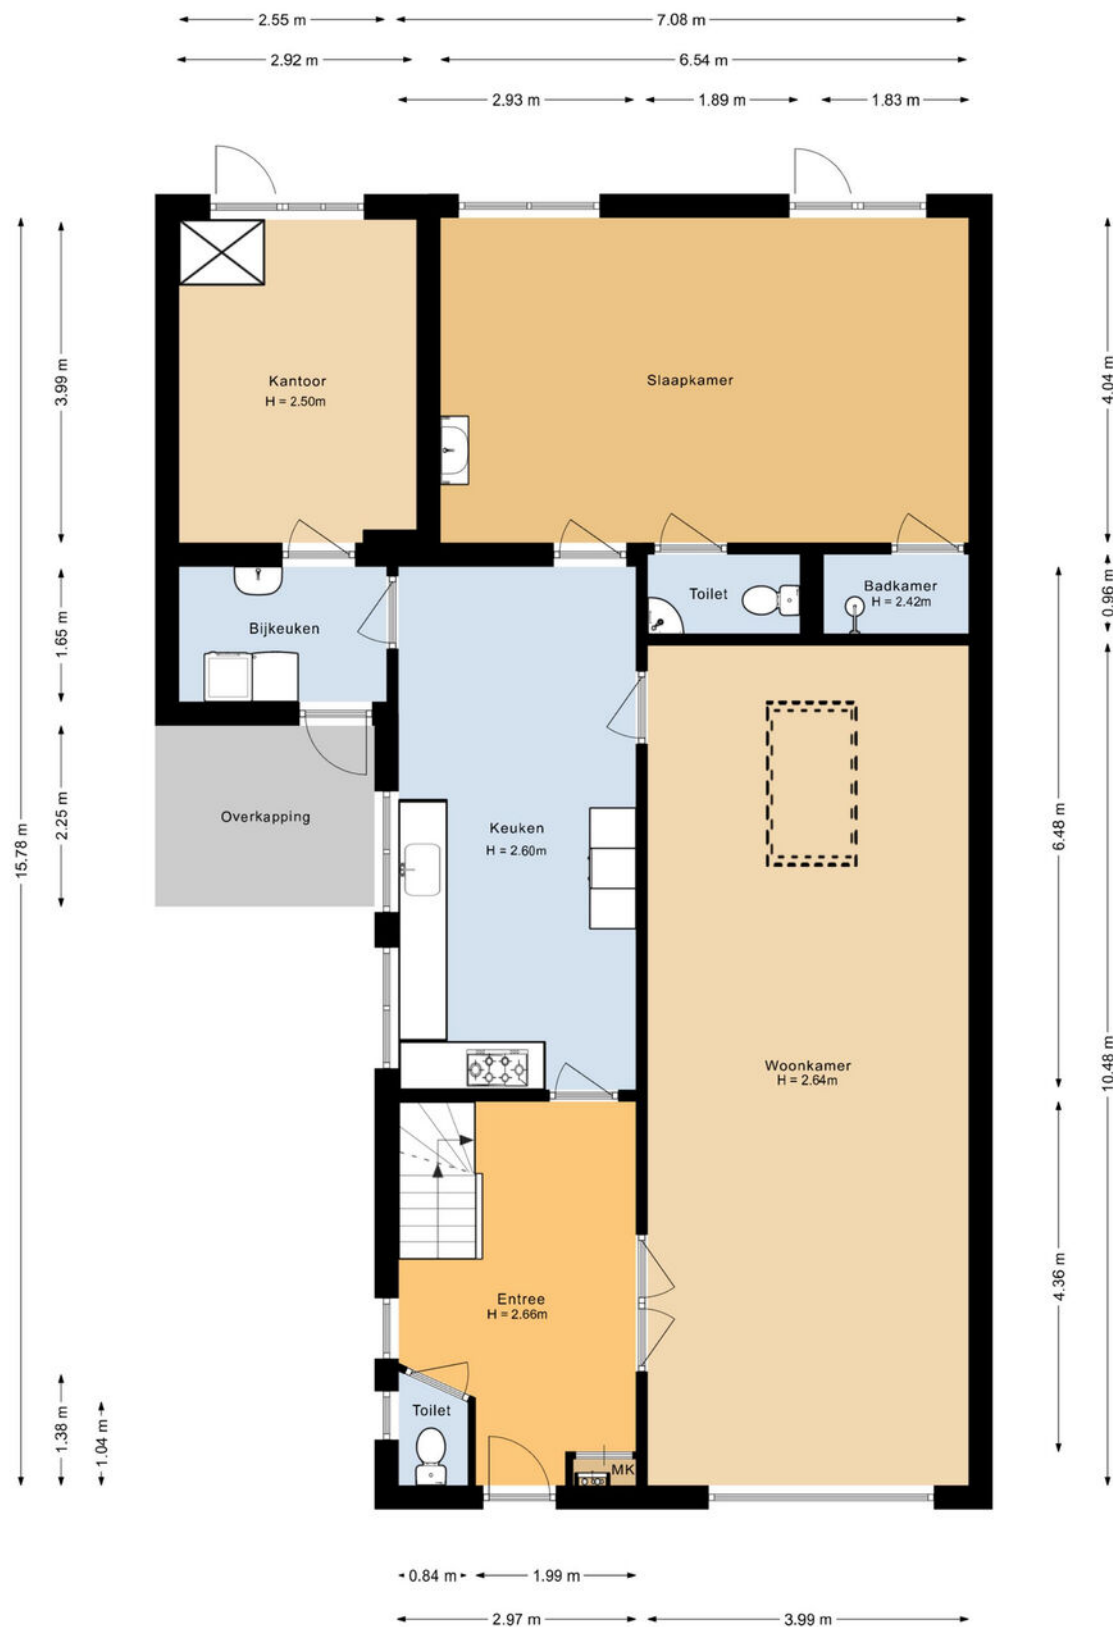 2.55 m
7.08 m
2.92 m
6.54 m
2.93 m
1.89 m
1.83 m
Kantoor
H = 2.50m
Slaapkamer
3.99 m
4.04 m
Toilet
Badkamer
H = 2.42m
Bijkeuken
1.65 m
0.96 m
Overkapping
2.25 m
15.78 m
Keuken
H = 2.60m
6.48 m
Woonkamer
H = 2.64m
10.48 m
Entree
H = 2.66m
4.36 m
Toilet
1.38 m
1.04 m
MK
0.84 m
1.99 m
2.97 m
3.99 m